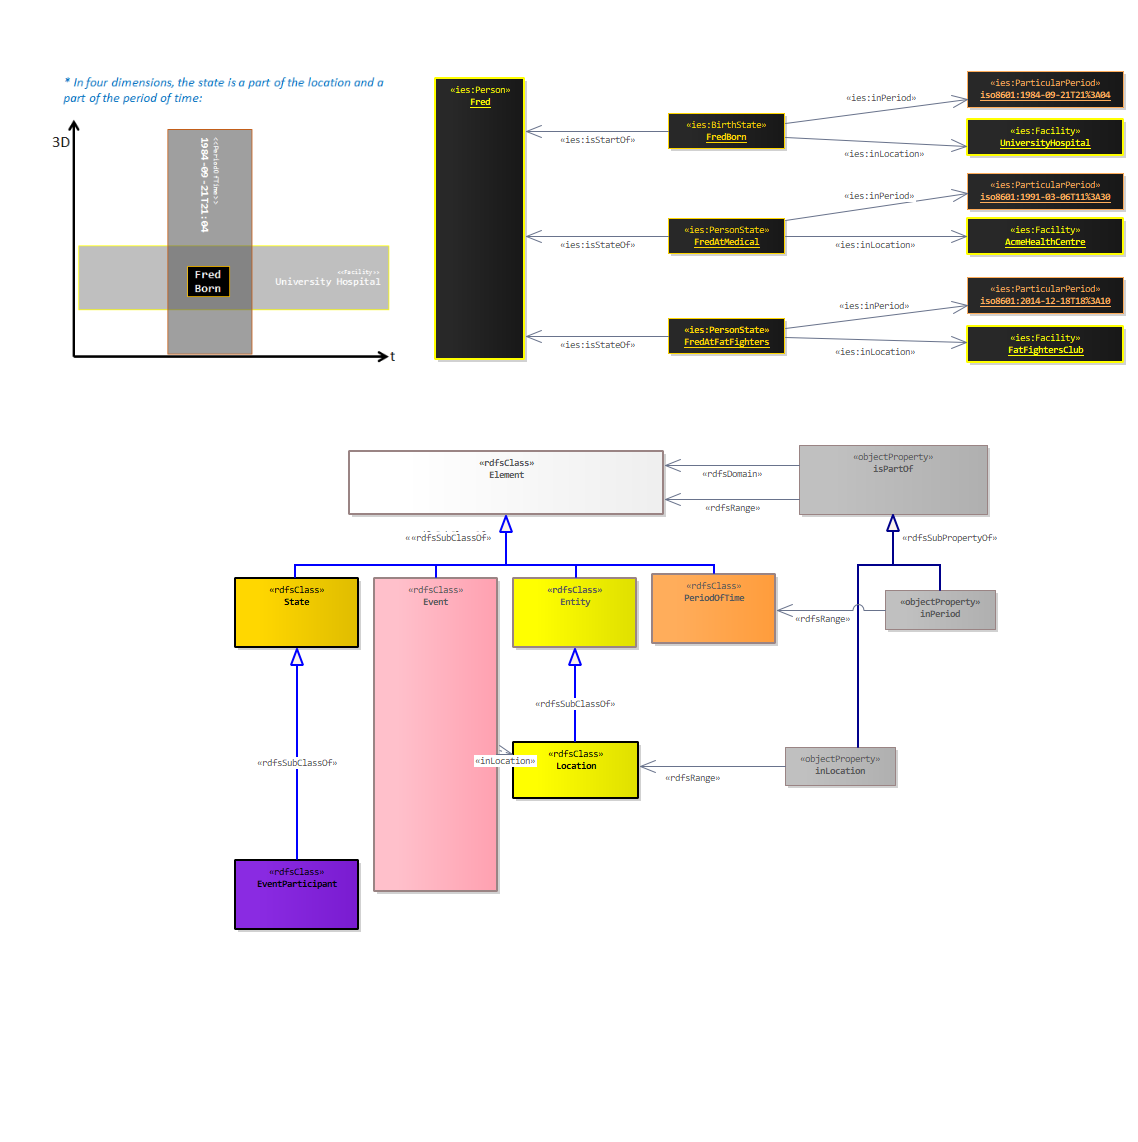 * In four dimensions, the state is a part of the location and a
part of the period of time:
3D
<<PeriodOfTime>>
1984-09-21T21:04
Fred
Born
<<Facility>>
University Hospital
t
«ies:Person»
Fred
«ies:isStartOf»
«ies:BirthState»
FredBorn
«ies:inPeriod»
«ies:inLocation»
«ies:ParticularPeriod»
iso8601:1984-09-21T21%3A04
«ies:Facility»
UniversityHospital
«ies:isStateOf»
«ies:PersonState»
FredAtMedical
«ies:inPeriod»
«ies:inLocation»
«ies:ParticularPeriod»
iso8601:1991-03-06T11%3A30
«ies:Facility»
AcmeHealthCentre
«ies:isStateOf»
«ies:PersonState»
FredAtFatFighters
«ies:inPeriod»
«ies:inLocation»
«ies:ParticularPeriod»
iso8601:2014-12-18T18%3A10
«ies:Facility»
FatFightersClub
«rdfsClass»
Element
«rdfsDomain»
«rdfsRange»
«objectProperty»
isPartOf
««rdfsSubClassOf»
«rdfsSubPropertyOf»
«rdfsClass»
State
«rdfsClass»
Event
«rdfsClass»
Entity
«rdfsClass»
PeriodOfTime
«rdfsRange»
«objectProperty»
inPeriod
«rdfsSubClassOf»
«rdfsSubClassOf»
«inLocation»
«rdfsClass»
Location
«rdfsRange»
«objectProperty»
inLocation
«rdfsClass»
EventParticipant